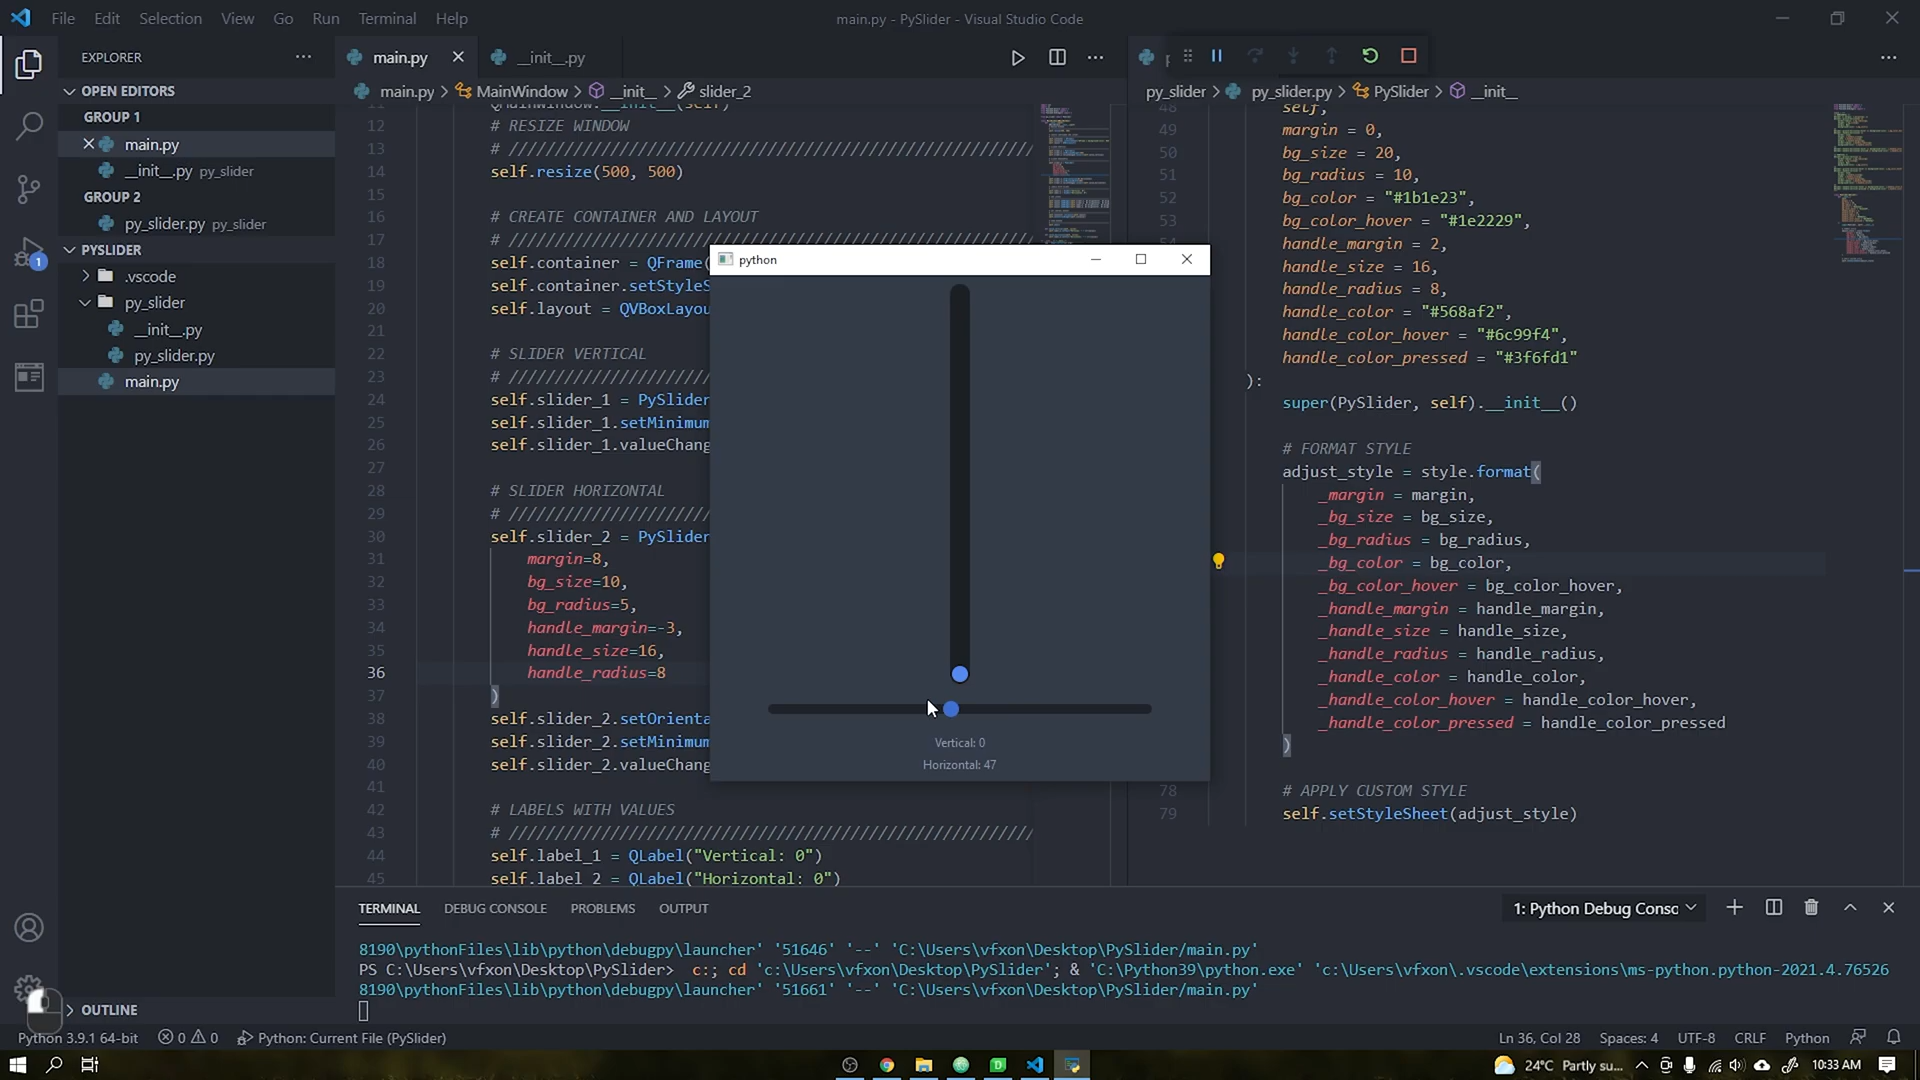 File Edit Selection View Go Run Terminal Help
main.py - PySlider - Visual Studio Code
EXPLORER
OPEN EDITORS
GROUP 1
main.py
__init__.py py_slider
GROUP 2
py_slider.py py_slider
PYSLIDER
.vscode
py_slider
__init__.py
py_slider.py
main.py
OUTLINE
1
main.py
__init__.py
main.py > MainWindow > __init__ > slider_2
11 QMainWindow.__init__(self)
12 # RESIZE WINDOW
13 # /////////////////////////////////////////////////////////
14 self.resize(500, 500)
15
16 # CREATE CONTAINER AND LAYOUT
17 # ////////////////////////////////////////////////////////
18 self.container = QFrame(
19 self.container.setStyleS
20 self.layout = QVBoxLayou
21
22 # SLIDER VERTICAL
23 # //////////////////////
24 self.slider_1 = PySlider
25 self.slider_1.setMinimum
26 self.slider_1.valueChang
27
28 # SLIDER HORIZONTAL
29 # //////////////////////
30 self.slider_2 = PySlider
31 margin=8,
32 bg_size=10,
33 bg_radius=5,
34 handle_margin=-3,
35 handle_size=16,
36 handle_radius=8
37 )
38 self.slider_2.setOrienta
39 self.slider_2.setMinimum
40 self.slider_2.valueChang
41
42 # LABELS WITH VALUES
43 # /////////////////////////////////////////////////////////
44 self.label_1 = QLabel("Vertical: 0")
45 self.label_2 = QLabel("Horizontal: 0")
python
Vertical: 0
Horizontal: 47
py_slider > py_slider.py > PySlider > __init__
48 self,
49 margin = 0,
50 bg_size = 20,
51 bg_radius = 10,
52 bg_color = "#1b1e23",
53 bg_color_hover = "#1e2229",
54 handle_margin = 2,
handle_size = 16,
handle_radius = 8,
handle_color = "#568af2",
handle_color_hover = "#6c99f4",
handle_color_pressed = "#3f6fd1"
):
super(PySlider, self).__init__()
# FORMAT STYLE
adjust_style = style.format(
_margin = margin,
_bg_size = bg_size,
_bg_radius = bg_radius,
_bg_color = bg_color,
_bg_color_hover = bg_color_hover,
_handle_margin = handle_margin,
_handle_size = handle_size,
_handle_radius = handle_radius,
_handle_color = handle_color,
_handle_color_hover = handle_color_hover,
_handle_color_pressed = handle_color_pressed
)
78 # APPLY CUSTOM STYLE
79 self.setStyleSheet(adjust_style)
TERMINAL DEBUG CONSOLE PROBLEMS OUTPUT
1: Python Debug Consc
8190\pythonFiles\lib\python\debugpy\launcher' '51646' '--' 'C:\Users\vfxon\Desktop\PySlider/main.py'
PS C:\Users\vfxon\Desktop\PySlider> c:; cd 'c:\Users\vfxon\Desktop\PySlider'; & 'C:\Python39\python.exe' 'c:\Users\vfxon\.vscode\extensions\ms-python.python-2021.4.76526
8190\pythonFiles\lib\python\debugpy\launcher' '51661' '--' 'C:\Users\vfxon\Desktop\PySlider/main.py'
Python 3.9.1 64-bit 0 0 Python: Current File (PySlider)
Ln 36, Col 28 Spaces: 4 UTF-8 CRLF Python
24°C Partly su... 10:33 AM